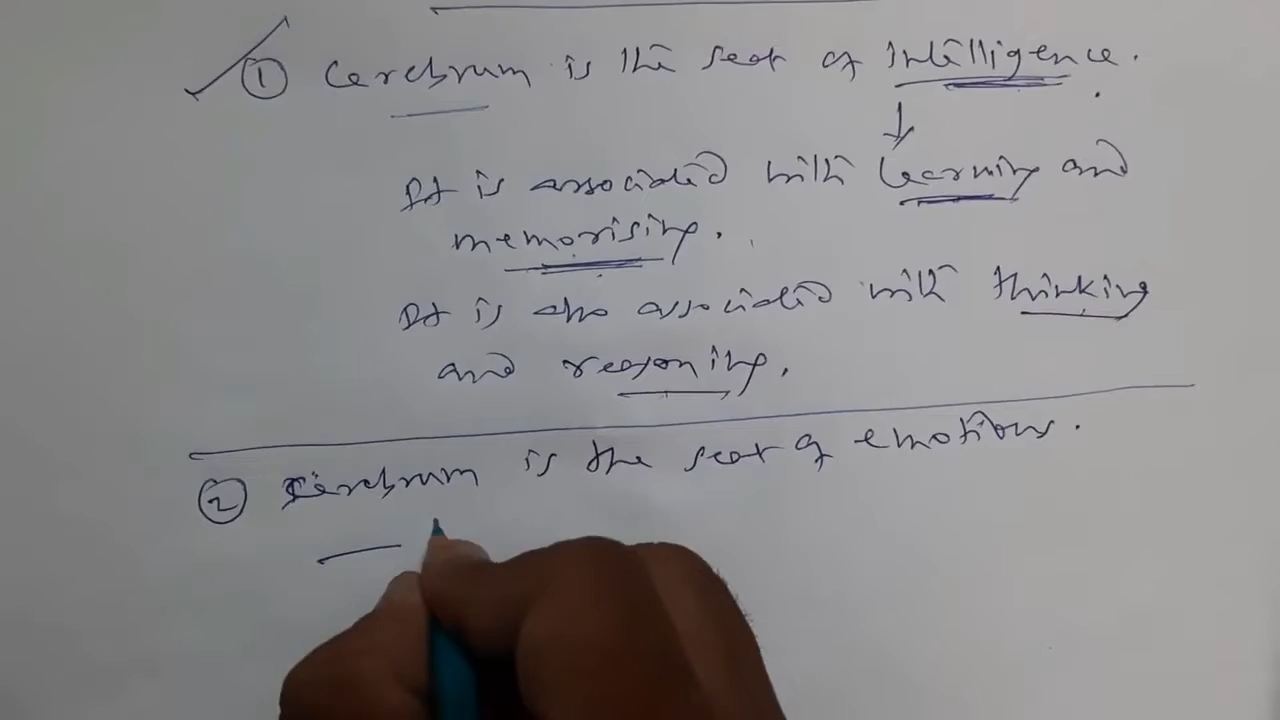 ① Cerebrum is the seat of Intelligence.
It is associated with learning and
memorising.
It is also associated with thinking
and reasoning.
② Cerebrum is the seat of emotions.